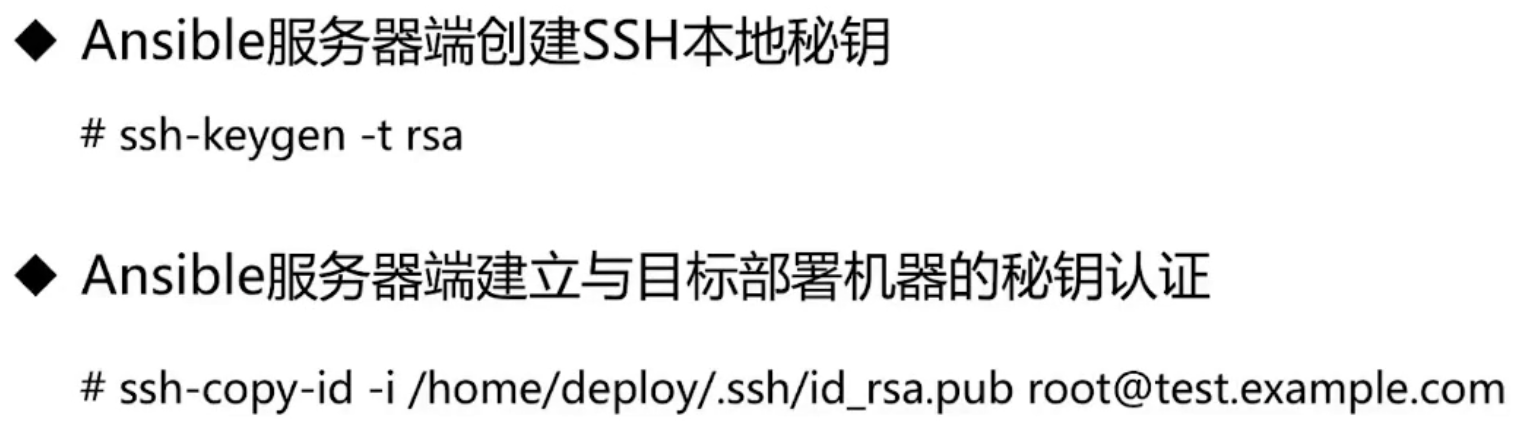 ◆ Ansible服务器端创建SSH本地秘钥
# ssh-keygen -t rsa
◆ Ansible服务器端建立与目标部署机器的秘钥认证
# ssh-copy-id -i /home/deploy/.ssh/id_rsa.pub root@test.example.com